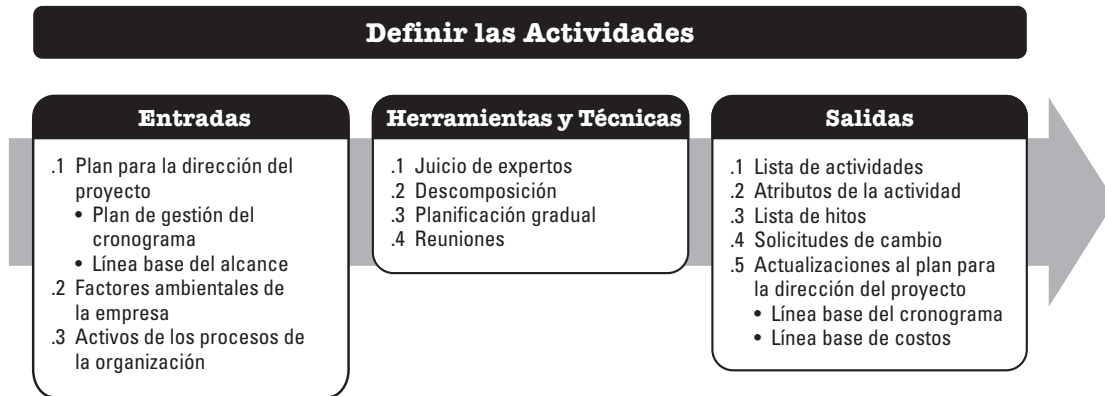 Definir las Actividades
Entradas
.1 Plan para la dirección del
proyecto
• Plan de gestión del
cronograma
• Línea base del alcance
.2 Factores ambientales de
la empresa
.3 Activos de los procesos de
la organización
Herramientas y Técnicas
.1 Juicio de expertos
.2 Descomposición
.3 Planificación gradual
.4 Reuniones
Salidas
.1 Lista de actividades
.2 Atributos de la actividad
.3 Lista de hitos
.4 Solicitudes de cambio
.5 Actualizaciones al plan para
la dirección del proyecto
• Línea base del cronograma
• Línea base de costos